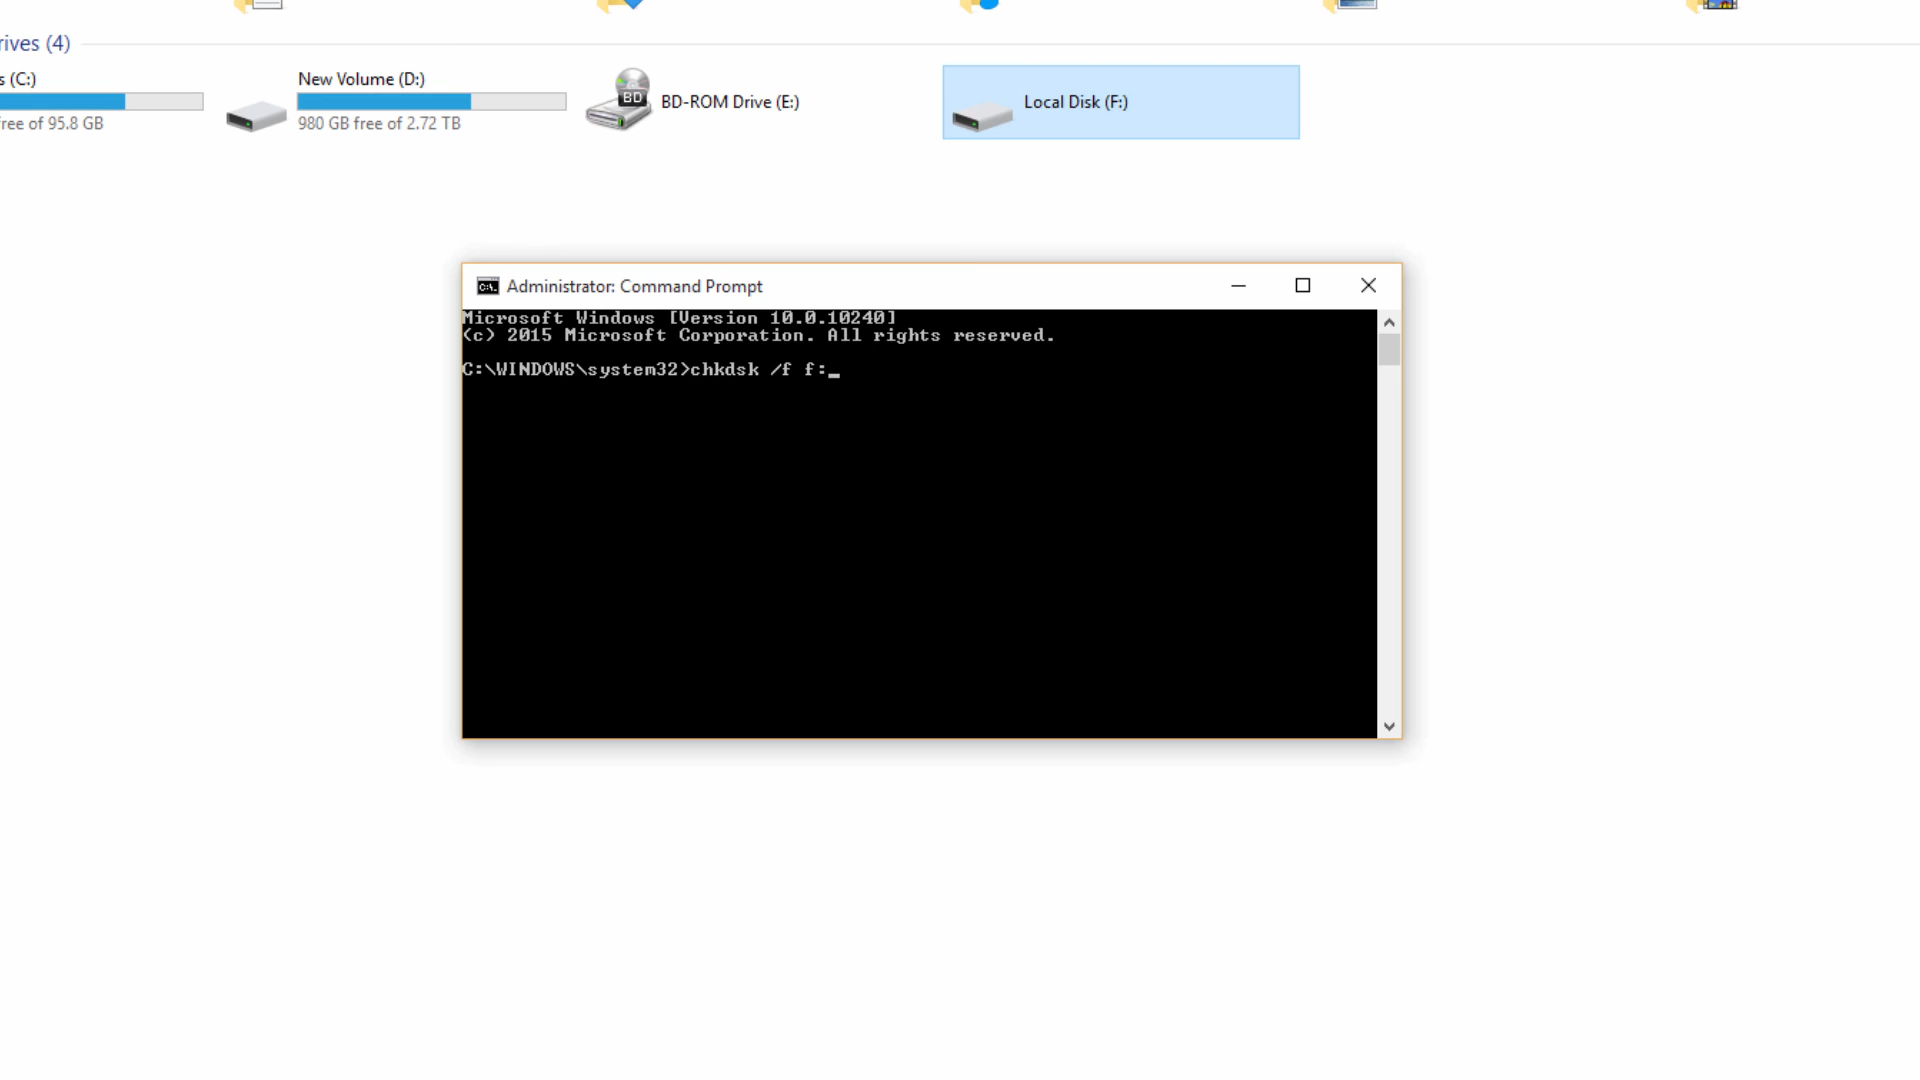 rives (4)
s (C:)
ree of 95.8 GB
New Volume (D:)
980 GB free of 2.72 TB
BD
BD-ROM Drive (E:)
Local Disk (F:)
C:\.
Administrator: Command Prompt
Microsoft Windows [Version 10.0.10240]
(c) 2015 Microsoft Corporation. All rights reserved.
C:\WINDOWS\system32>chkdsk /f f:_